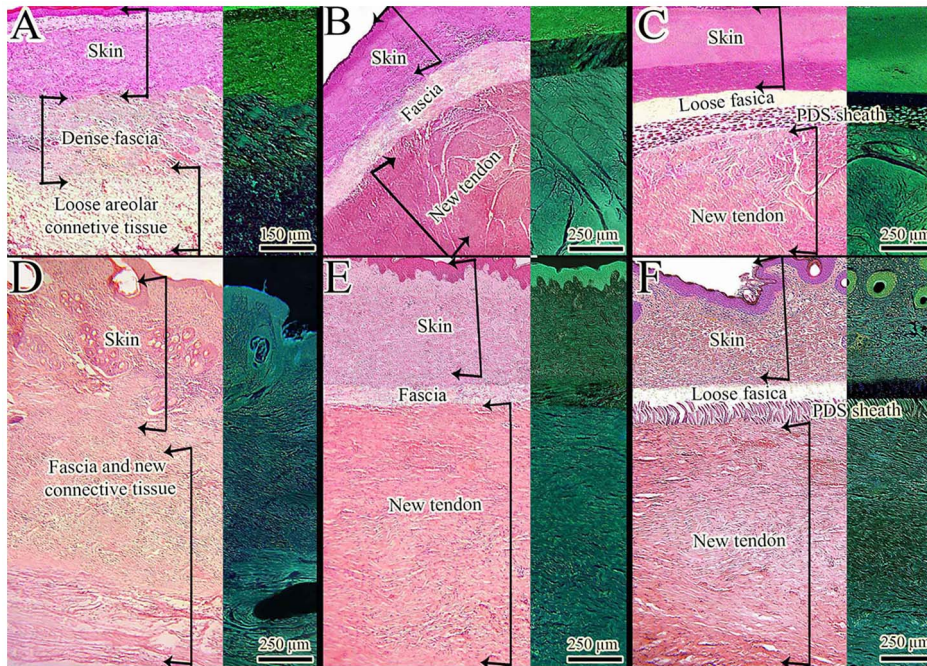 A
Skin
Dense fascia
Loose areolar
connetive tissue
150 µm
B
Skin
Fascia
New tendon
250 µm
C
Skin
Loose fasica
PDS sheath
New tendon
250 µm
D
Skin
Fascia and new
connective tissue
250 µm
E
Skin
Fascia
New tendon
250 µm
F
Skin
Loose fasica
PDS sheath
New tendon
250 µm